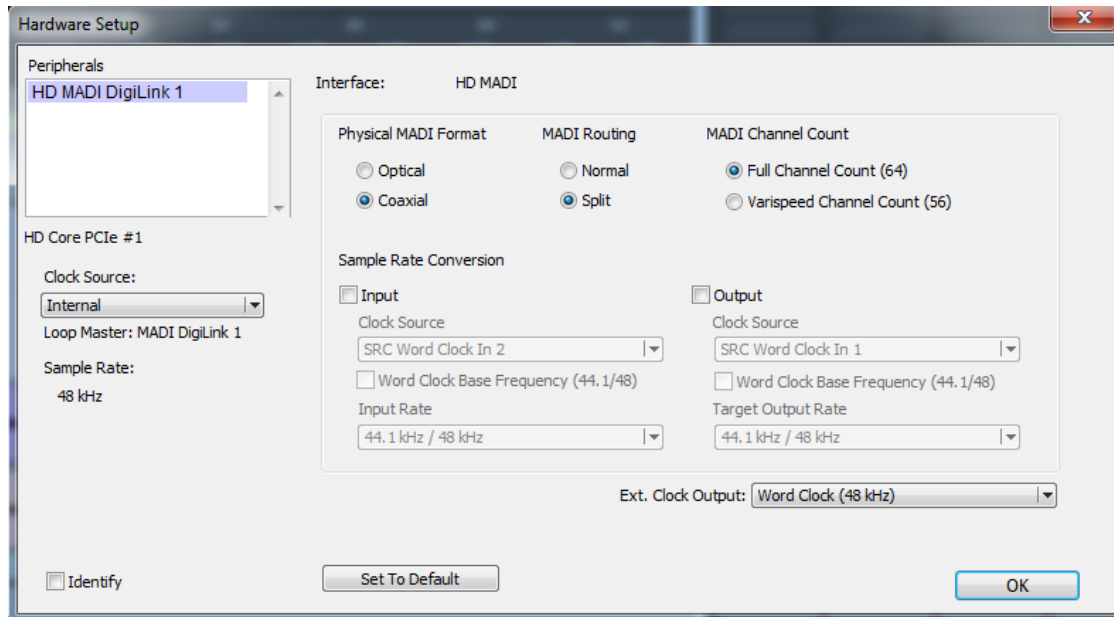 Hardware Setup
Peripherals
HD MADI DigiLink 1
HD Core PCIe #1
Clock Source:
Internal
Loop Master: MADI DigiLink 1
Sample Rate:
48 kHz
Identify
Interface: HD MADI
Physical MADI Format
Optical
Coaxial
MADI Routing
Normal
Split
MADI Channel Count
Full Channel Count (64)
Varispeed Channel Count (56)
Sample Rate Conversion
Input
Clock Source
SRC Word Clock In 2
Word Clock Base Frequency (44.1/48)
Input Rate
44.1 kHz / 48 kHz
Output
Clock Source
SRC Word Clock In 1
Word Clock Base Frequency (44.1/48)
Target Output Rate
44.1 kHz / 48 kHz
Ext. Clock Output: Word Clock (48 kHz)
Set To Default
OK